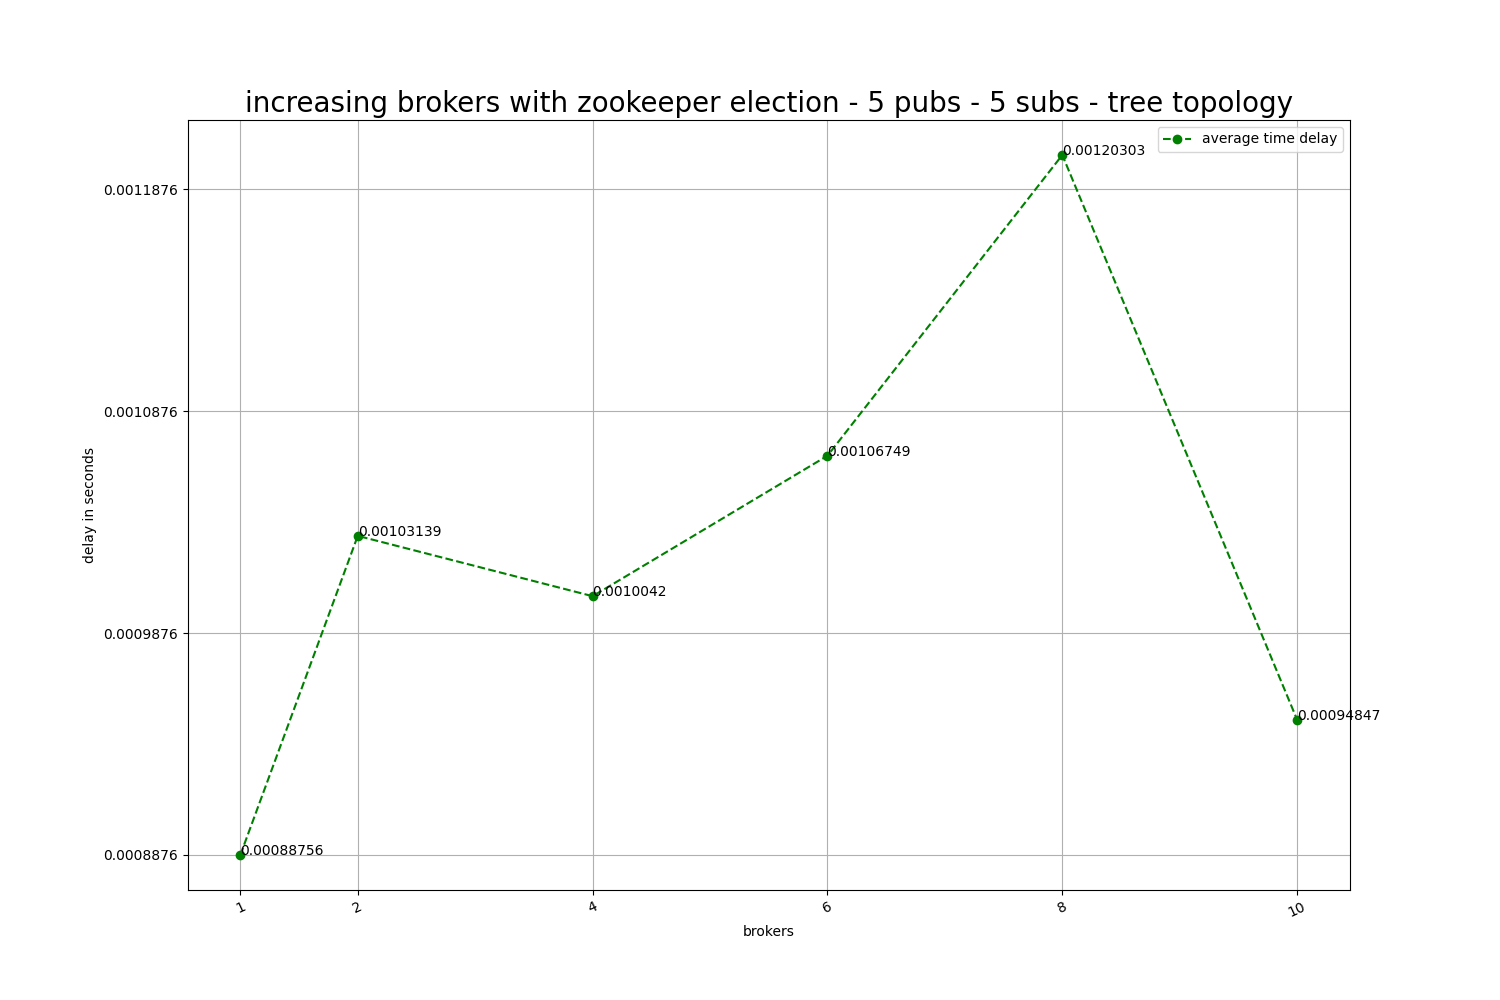 increasing brokers with zookeeper election - 5 pubs - 5 subs - tree topology
average time delay
0.00120303
0.0011876
0.0010876
0.00106749
0.00103139
0.0010042
0.0009876
0.00094847
0.00088756
0.0008876
delay in seconds
1 2 4 6 8 10
brokers